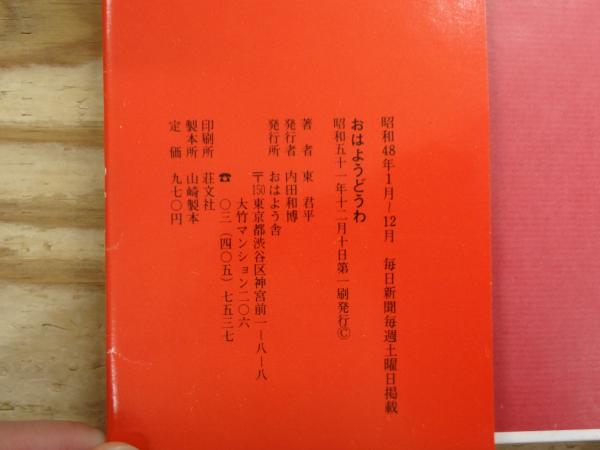 昭和48年1月~12月 毎日新聞毎週土曜日掲載
おはようどうわ
昭和五十一年十二月十日第一刷発行©
著者 東 君平
発行者 内田和博
発行所 おはよう舎
〒150東京都渋谷区神宮前一ー八ー八
大竹マンション二〇六
☎ 〇三(四〇五)七五三七
印刷所 荘文社
製本所 山崎製本
定価 九七〇円